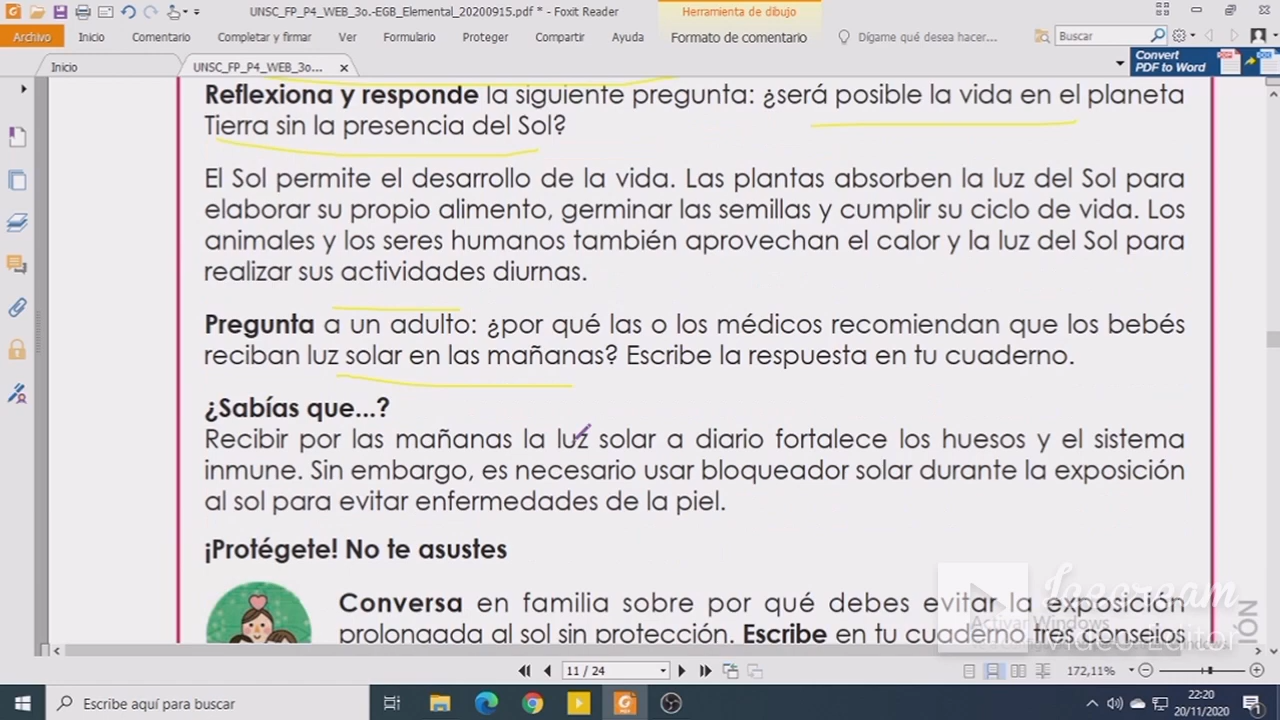 UNSC_FP_P4_WEB_3o.-EGB_Elemental_20200915.pdf * - Foxit Reader
Herramienta de dibujo
Archivo Inicio Comentario Completar y firmar Ver Formulario Proteger Compartir Ayuda Formato de comentario Dígame qué desea hacer... Buscar
Inicio UNSC_FP_P4_WEB_3o....
Convert
PDF to Word
Reflexiona y responde la siguiente pregunta: ¿será posible la vida en el planeta
Tierra sin la presencia del Sol?
El Sol permite el desarrollo de la vida. Las plantas absorben la luz del Sol para
elaborar su propio alimento, germinar las semillas y cumplir su ciclo de vida. Los
animales y los seres humanos también aprovechan el calor y la luz del Sol para
realizar sus actividades diurnas.
Pregunta a un adulto: ¿por qué las o los médicos recomiendan que los bebés
reciban luz solar en las mañanas? Escribe la respuesta en tu cuaderno.
¿Sabías que...?
Recibir por las mañanas la luz solar a diario fortalece los huesos y el sistema
inmune. Sin embargo, es necesario usar bloqueador solar durante la exposición
al sol para evitar enfermedades de la piel.
¡Protégete! No te asustes
Conversa en familia sobre por qué debes evitar la exposición
prolongada al sol sin protección. Escribe en tu cuaderno tres consejos
Icecream
Activar Windows
Video Editor
IÓN
11 / 24
172,11%
Escribe aquí para buscar
22:20
20/11/2020